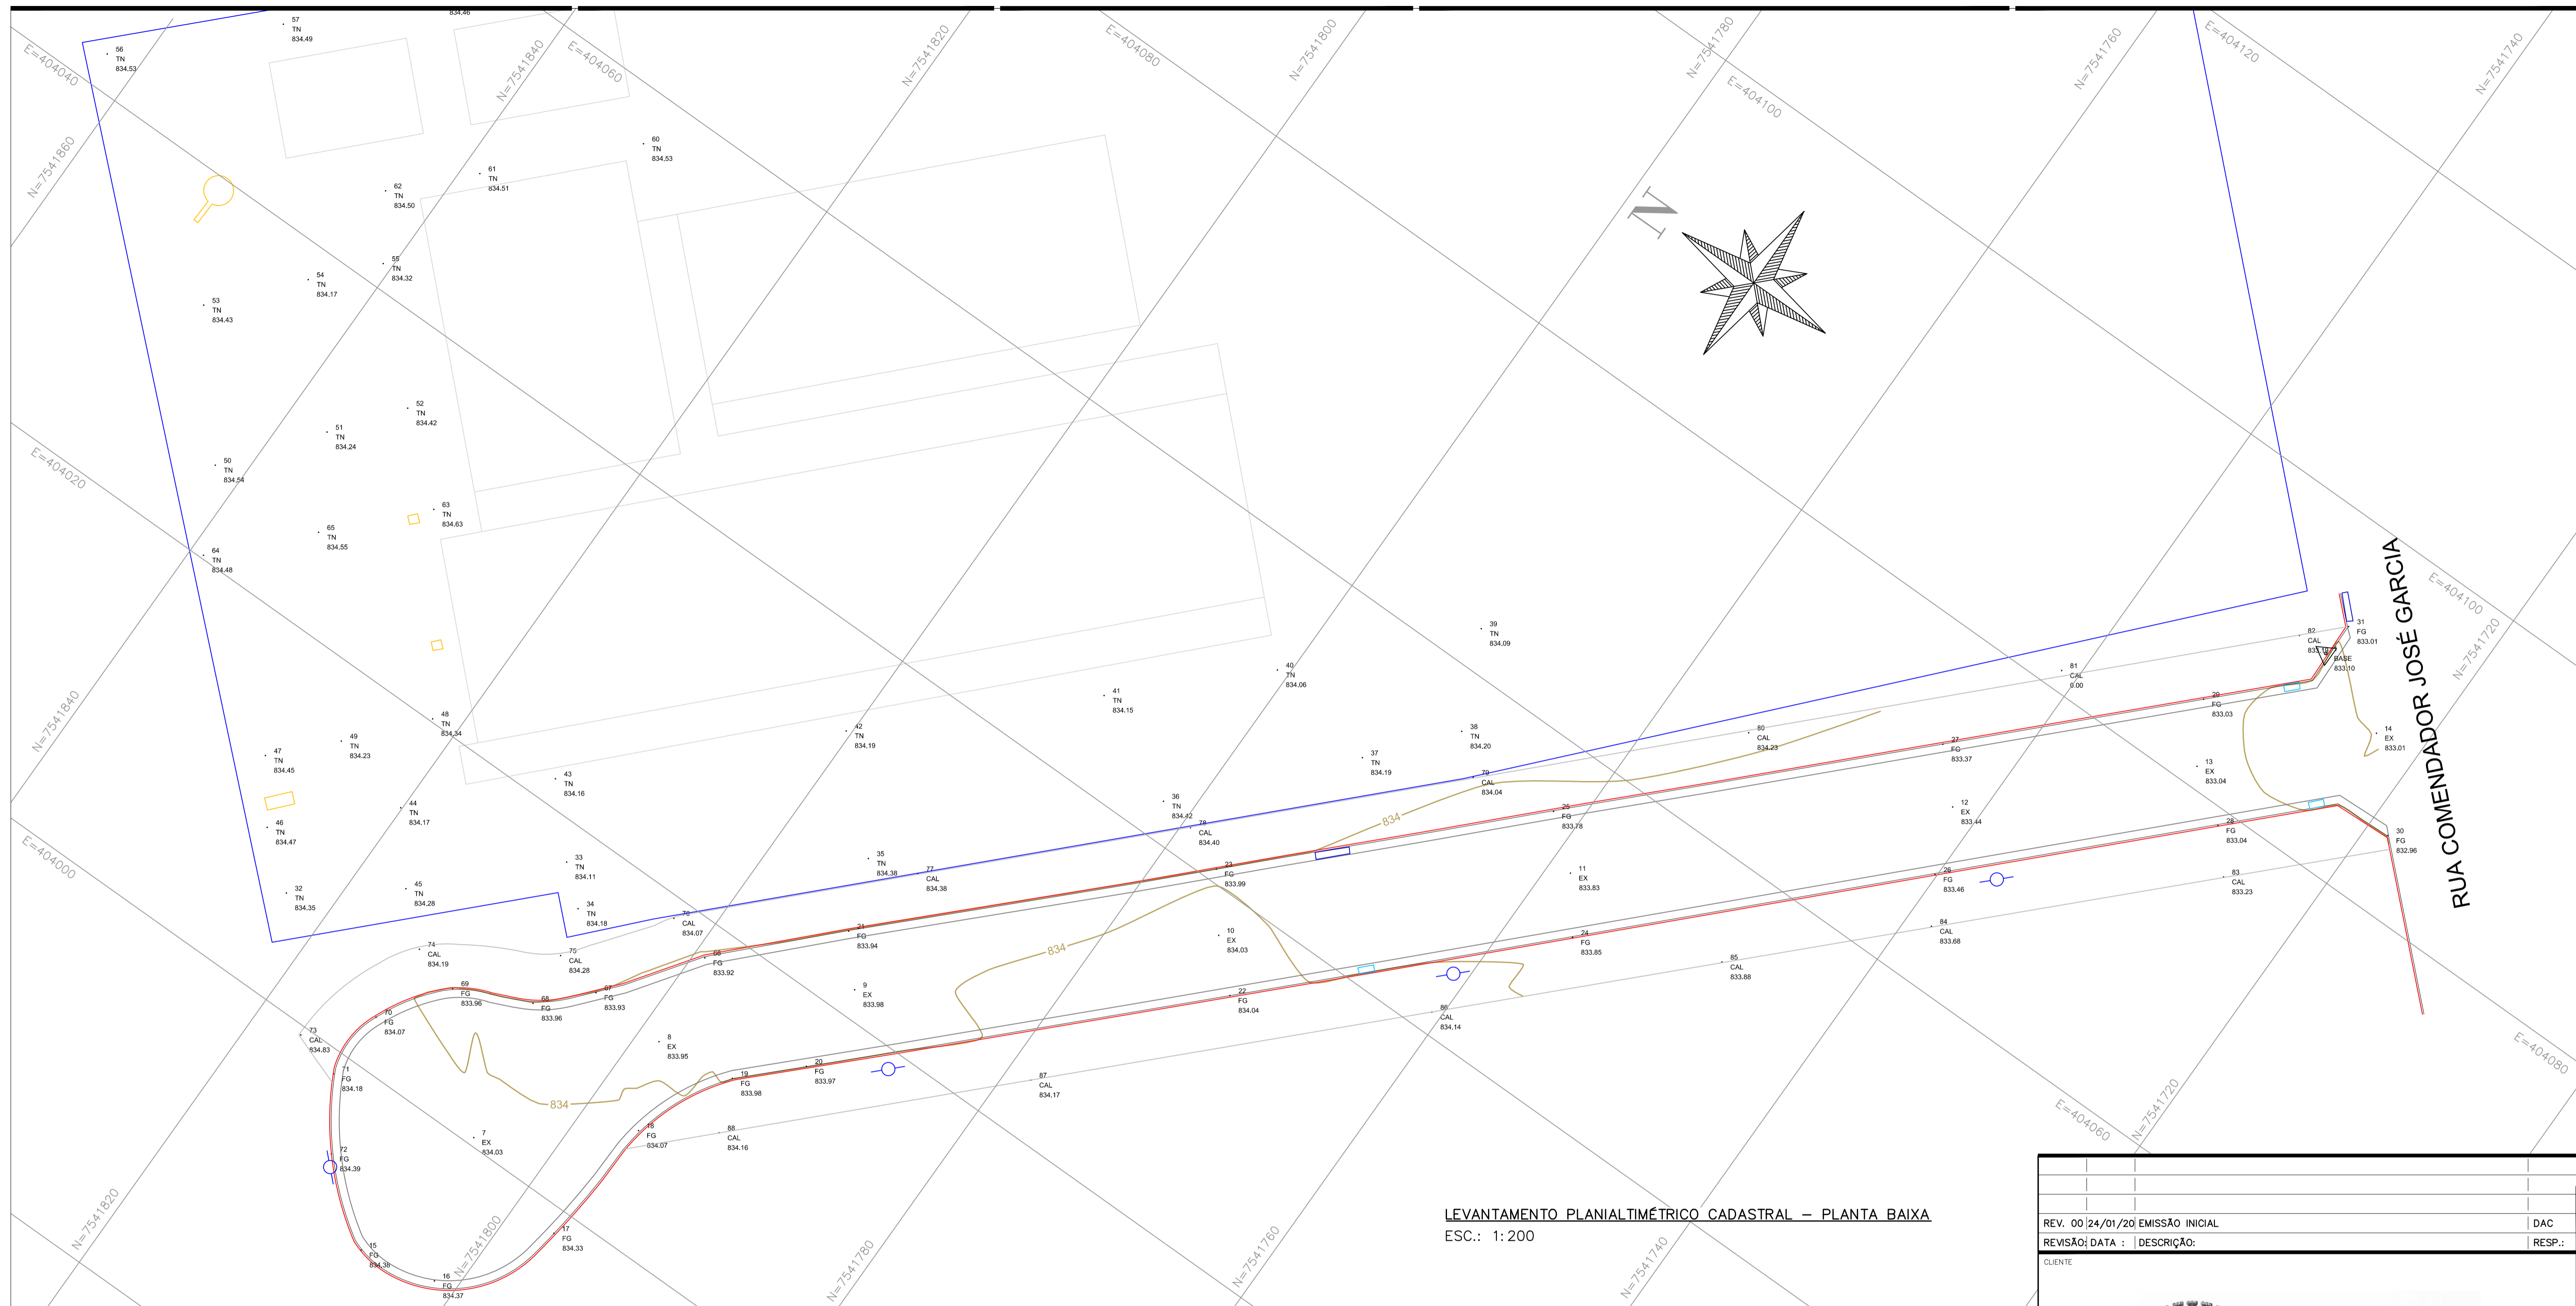 834.46
57
TN
834.49
56
TN
834.53
E=404040
N=7541840
E=404060
N=7541820
E=404080
N=7541800
N=7541780
E=404100
N=7541760
E=404120
N=7541740
N=7541860
60
TN
834.53
61
TN
834.51
62
TN
834.50
N
55
TN
834.32
54
TN
834.17
53
TN
834.43
52
TN
834.42
51
TN
834.24
50
TN
834.54
E=404020
63
TN
834.63
65
TN
834.55
64
TN
834.48
E=404100
N=7541720
RUA COMENDADOR JOSÉ GARCIA
31
FG
833.01
82
CAL
BASE
833.10
39
TN
834.09
40
TN
834.06
81
CAL
0.00
41
TN
834.15
29
FG
833.03
48
TN
834.34
42
TN
834.19
38
TN
834.20
80
CAL
834.23
14
EX
833.01
N=7541840
49
TN
834.23
47
TN
834.45
37
TN
834.19
27
FG
833.37
13
EX
833.04
43
TN
834.16
79
CAL
834.04
44
TN
834.17
36
TN
834.42
25
FG
833.78
834
12
EX
833.44
46
TN
834.47
78
CAL
834.40
28
FG
833.04
30
FG
832.96
E=404000
33
TN
834.11
35
TN
834.38
77
CAL
834.38
23
FG
833.99
11
EX
833.83
26
FG
833.46
83
CAL
833.23
32
TN
834.35
45
TN
834.28
34
TN
834.18
76
CAL
834.07
21
FG
833.94
10
EX
834.03
24
FG
833.85
84
CAL
833.68
74
CAL
834.19
75
CAL
834.28
66
FG
833.92
834
85
CAL
833.88
69
FG
833.96
68
FG
833.96
67
FG
833.93
9
EX
833.98
22
FG
834.04
86
CAL
834.14
70
FG
834.07
73
CAL
834.83
8
EX
833.95
E=404080
71
FG
834.18
19
FG
833.98
20
FG
833.97
87
CAL
834.17
834
E=404060
N=7541720
7
EX
834.03
18
FG
834.07
88
CAL
834.16
72
FG
834.39
N=7541820
N=7541800
17
FG
834.33
15
FG
834.38
16
FG
834.37
N=7541780
N=7541760
N=7541740
LEVANTAMENTO PLANIALTIMÉTRICO CADASTRAL – PLANTA BAIXA
ESC.: 1:200
REV. 00 24/01/20 EMISSÃO INICIAL DAC
REVISÃO: DATA : DESCRIÇÃO: RESP.:
CLIENTE